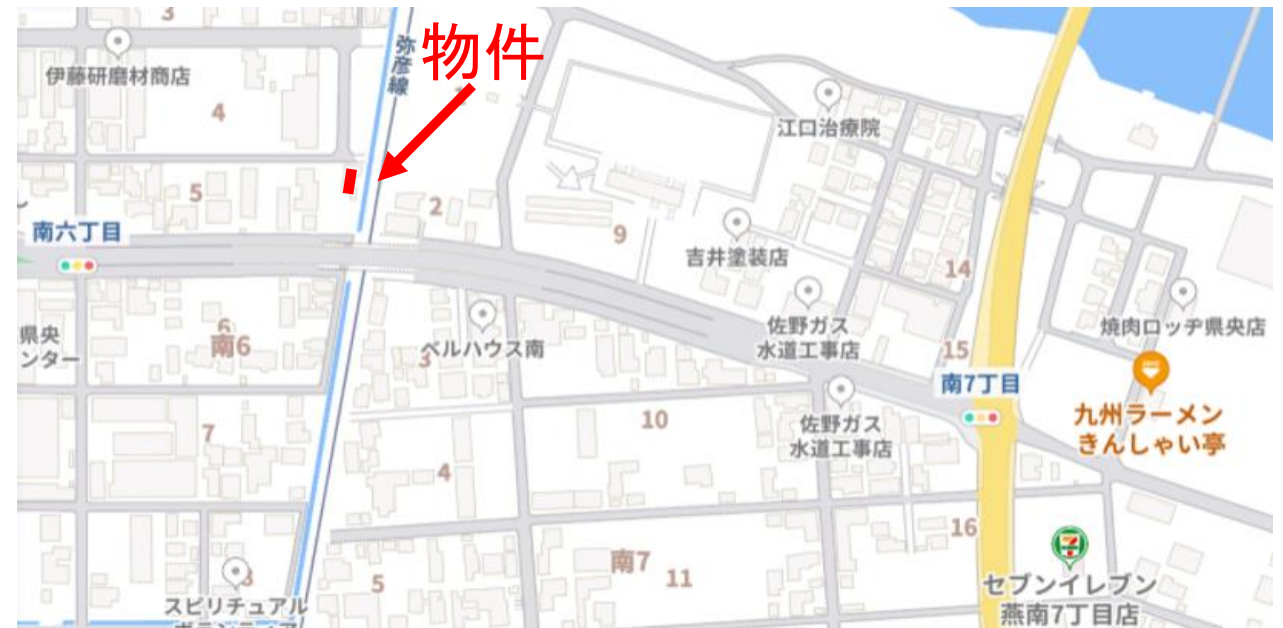 3
物件
弥彦線
伊藤研磨材商店
4
江口治療院
5
2
南六丁目
9
吉井塗装店
14
県央
ンター
6
南6
ベルハウス南
3
佐野ガス
水道工事店
焼肉ロッヂ県央店
15
南7丁目
7
10
佐野ガス
水道工事店
九州ラーメン
きんしゃい亭
4
16
南7
11
5
セブンイレブン
燕南7丁目店
スピリチュアル